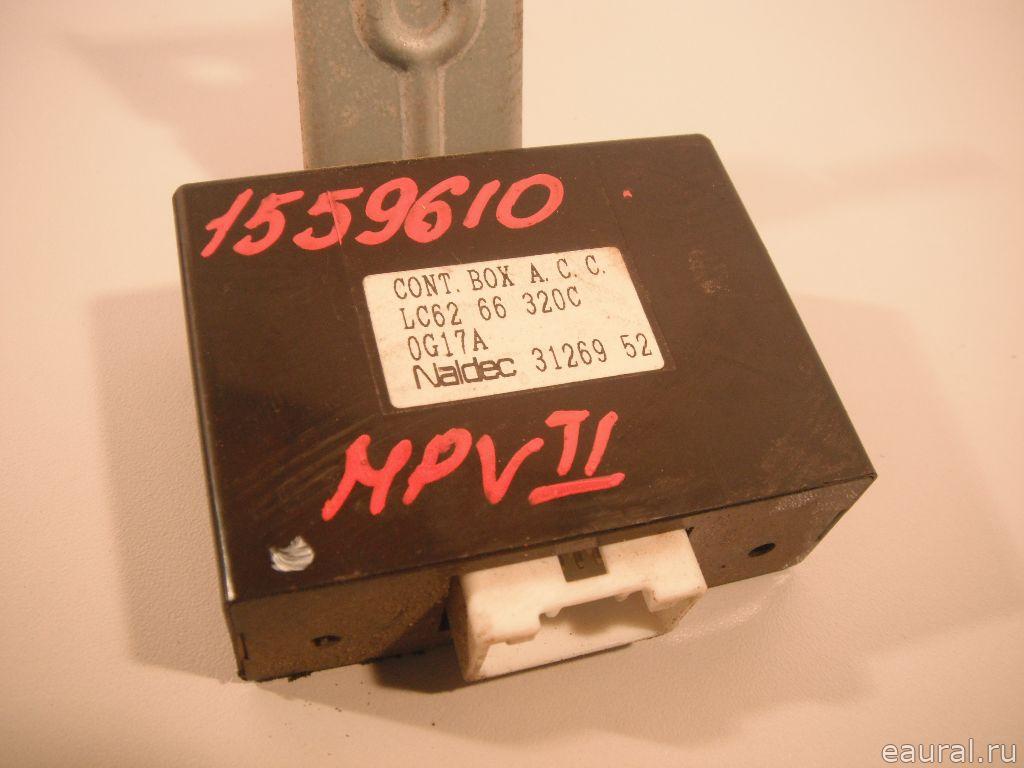 1559610
CONT. BOX A. C. C.
LC62 66 320C
0G17A
Naldec 31269 52
MPV II
eaural.ru